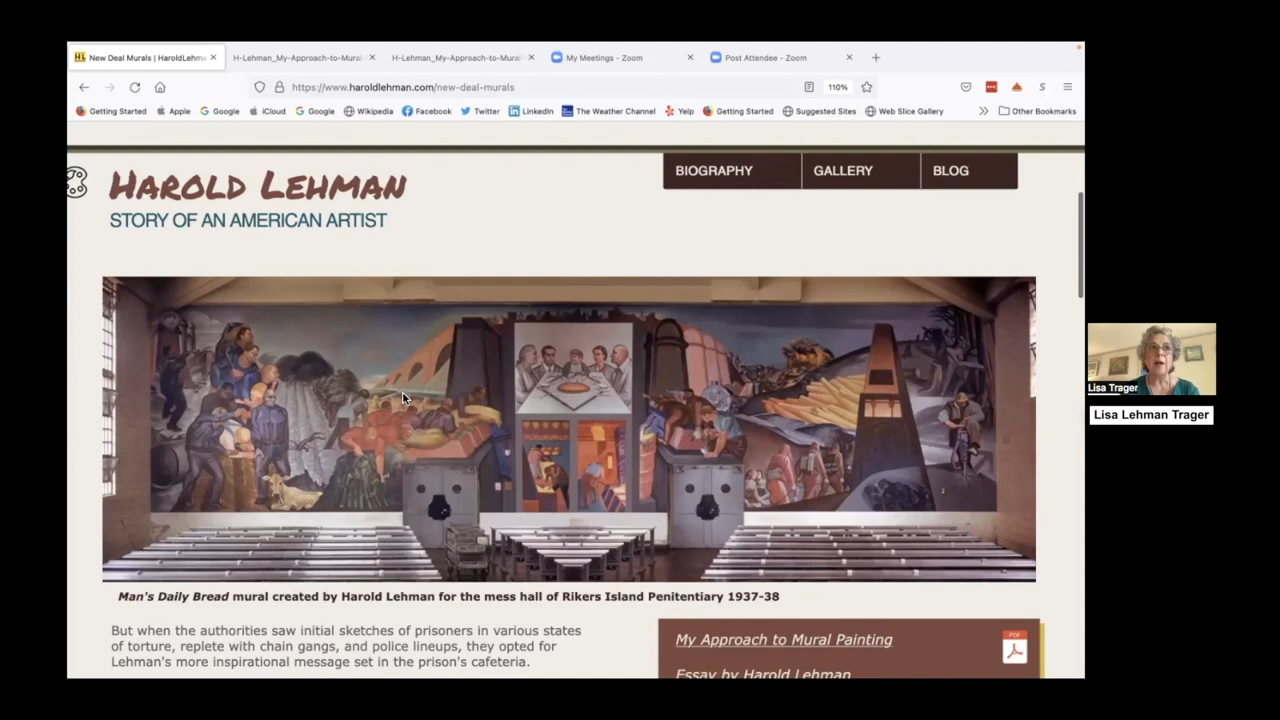 New Deal Murals | HaroldLehma
H-Lehman_My-Approach-to-Mural
H-Lehman_My-Approach-to-Mural
My Meetings - Zoom
Post Attendee - Zoom
https://www.haroldlehman.com/new-deal-murals
110%
Getting Started
Apple
Google
iCloud
Google
Wikipedia
Facebook
Twitter
LinkedIn
The Weather Channel
Yelp
Getting Started
Suggested Sites
Web Slice Gallery
Other Bookmarks
HAROLD LEHMAN
STORY OF AN AMERICAN ARTIST
BIOGRAPHY
GALLERY
BLOG
Man's Daily Bread mural created by Harold Lehman for the mess hall of Rikers Island Penitentiary 1937-38
But when the authorities saw initial sketches of prisoners in various states
of torture, replete with chain gangs, and police lineups, they opted for
Lehman's more inspirational message set in the prison's cafeteria.
My Approach to Mural Painting
PDF
Essay by Harold Lehman
Lisa Trager
Lisa Lehman Trager